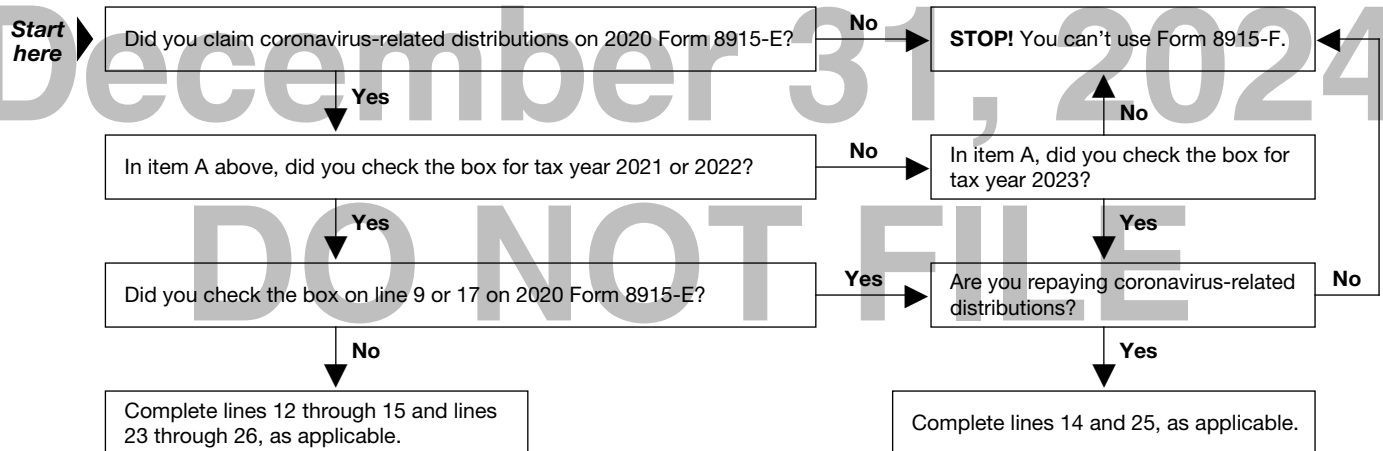 Start
here
Did you claim coronavirus-related distributions on 2020 Form 8915-E?
No
STOP! You can't use Form 8915-F.
December 31, 2024
Yes
No
In item A above, did you check the box for tax year 2021 or 2022?
No
In item A, did you check the box for
tax year 2023?
Yes
Yes
DO NOT FILE
Did you check the box on line 9 or 17 on 2020 Form 8915-E?
Yes
Are you repaying coronavirus-related
distributions?
No
No
Yes
Complete lines 12 through 15 and lines
23 through 26, as applicable.
Complete lines 14 and 25, as applicable.